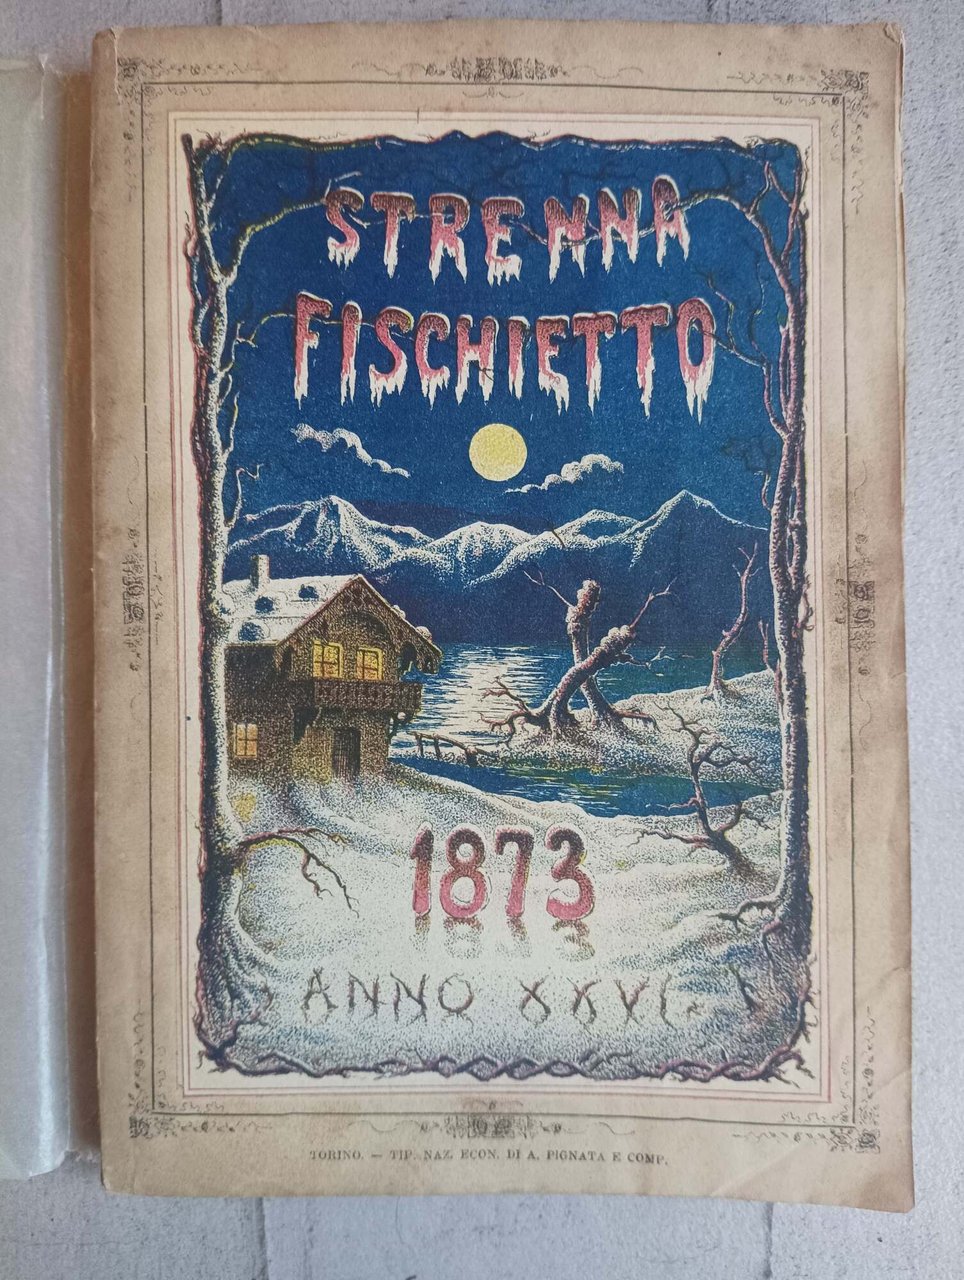 STRENNA
FISCHIETTO
1873
ANNO XXVI
TORINO. — TIP. NAZ. ECON. DI A. PIGNATA E COMP.